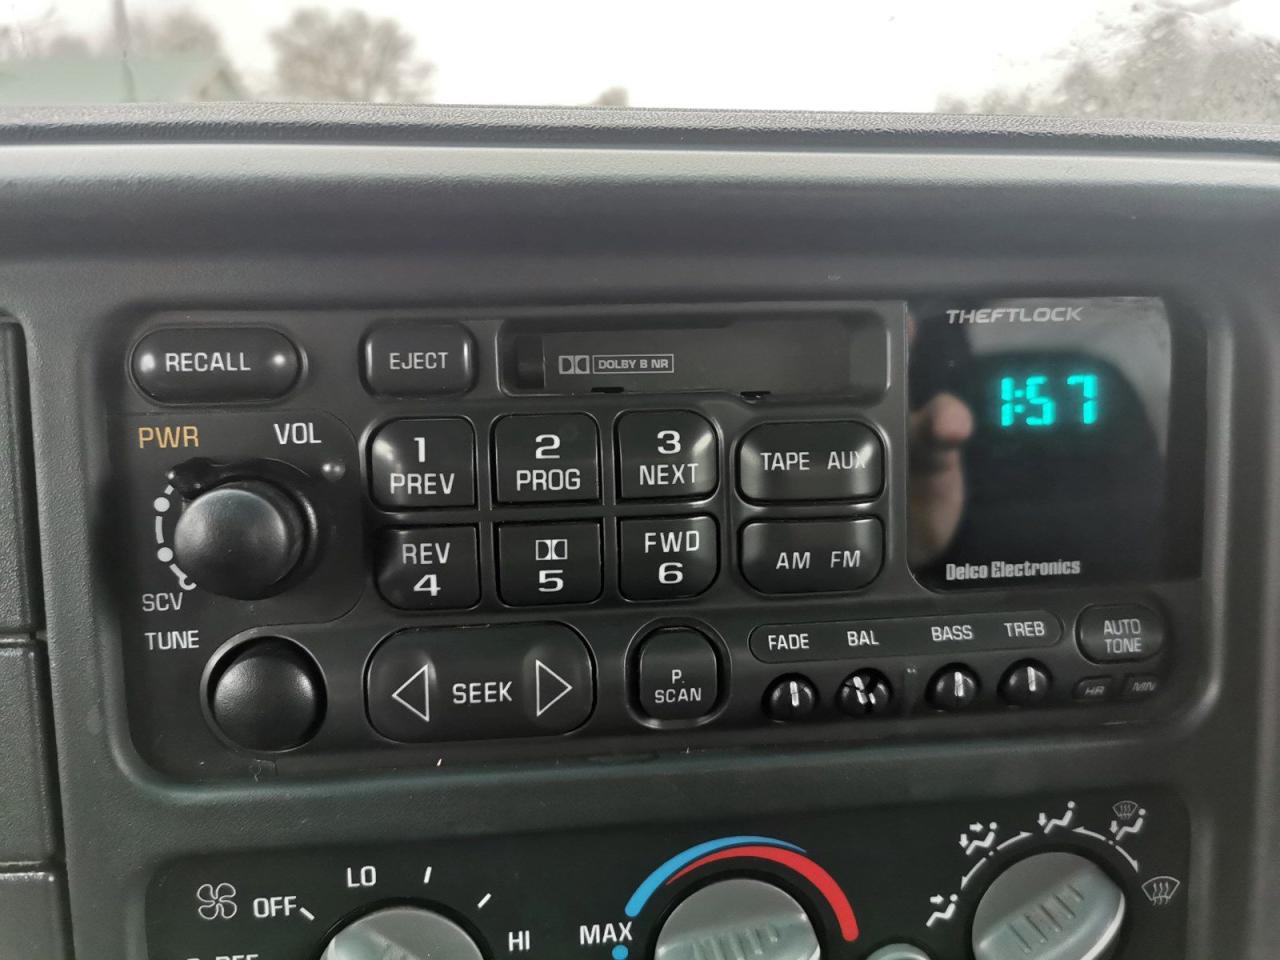 THEFTLOCK
RECALL
EJECT
DOLBY B NR
1:57
PWR
VOL
1
PREV
2
PROG
3
NEXT
TAPE AUX
REV
4
5
FWD
6
AM FM
Delco Electronics
SCV
TUNE
SEEK
P.
SCAN
FADE
BAL
BASS
TREB
AUTO
TONE
HR
MN
LO
OFF
HI
MAX